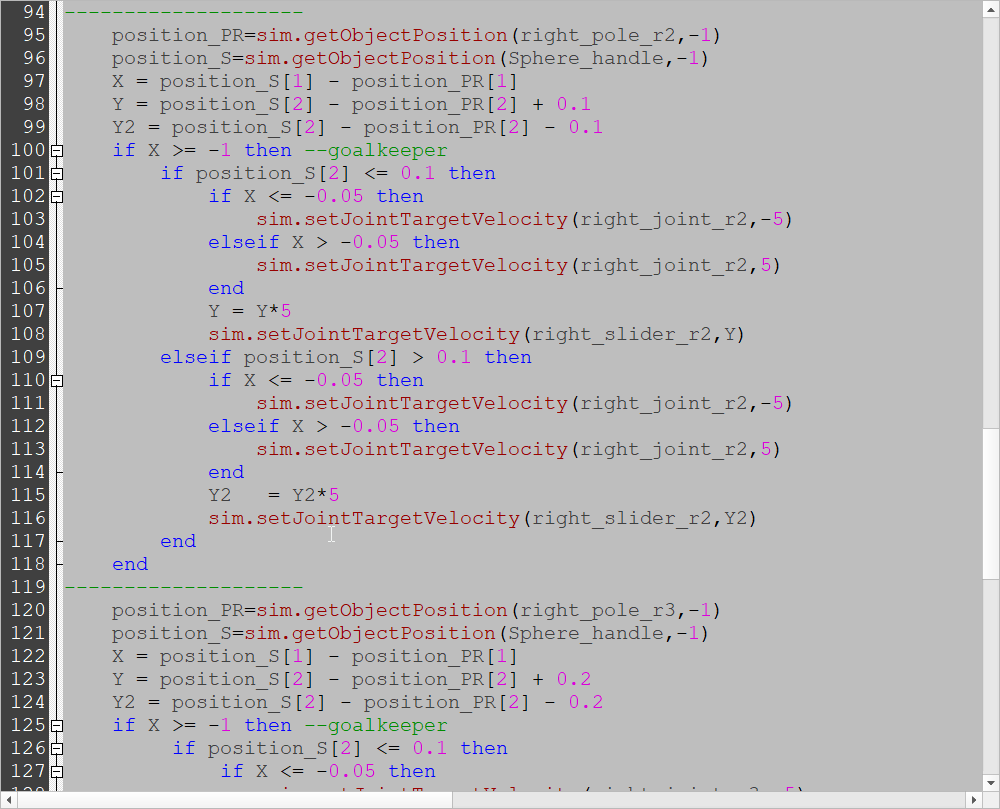 94 --------------------
95 position_PR=sim.getObjectPosition(right_pole_r2,-1)
96 position_S=sim.getObjectPosition(Sphere_handle,-1)
97 X = position_S[1] - position_PR[1]
98 Y = position_S[2] - position_PR[2] + 0.1
99 Y2 = position_S[2] - position_PR[2] - 0.1
100 if X >= -1 then --goalkeeper
101 if position_S[2] <= 0.1 then
102 if X <= -0.05 then
103 sim.setJointTargetVelocity(right_joint_r2,-5)
104 elseif X > -0.05 then
105 sim.setJointTargetVelocity(right_joint_r2,5)
106 end
107 Y = Y*5
108 sim.setJointTargetVelocity(right_slider_r2,Y)
109 elseif position_S[2] > 0.1 then
110 if X <= -0.05 then
111 sim.setJointTargetVelocity(right_joint_r2,-5)
112 elseif X > -0.05 then
113 sim.setJointTargetVelocity(right_joint_r2,5)
114 end
115 Y2   = Y2*5
116 sim.setJointTargetVelocity(right_slider_r2,Y2)
117 end
118 end
119 --------------------
120 position_PR=sim.getObjectPosition(right_pole_r3,-1)
121 position_S=sim.getObjectPosition(Sphere_handle,-1)
122 X = position_S[1] - position_PR[1]
123 Y = position_S[2] - position_PR[2] + 0.2
124 Y2 = position_S[2] - position_PR[2] - 0.2
125 if X >= -1 then --goalkeeper
126 if position_S[2] <= 0.1 then
127 if X <= -0.05 then